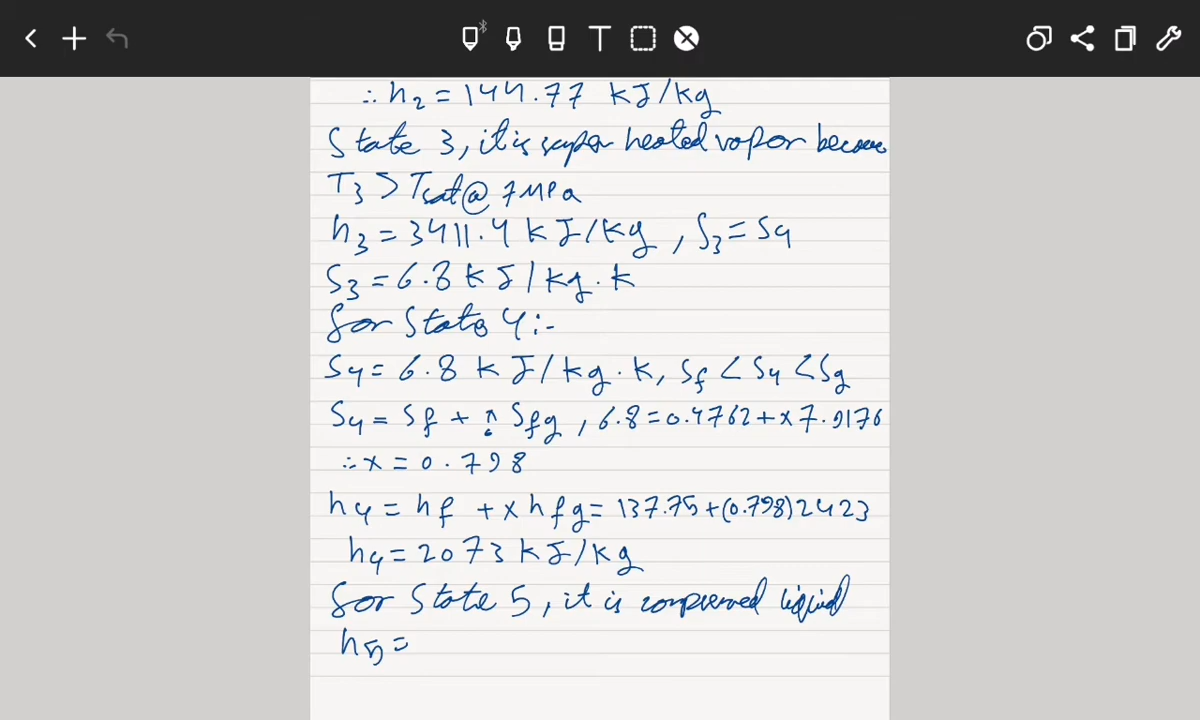 ∴ h2 = 144.77 kJ/kg
State 3, it is super heated vapor because
T3 > Tsat@ 7MPa
h3 = 3411.4 kJ/kg, S3 = S4
S3 = 6.8 kJ/kg.k
for State 4:-
S4 = 6.8 kJ/kg.k, Sf < S4 < Sg
S4 = Sf + Sfg, 6.8 = 0.4762 + x 7.9176
∴ x = 0.798
h4 = hf + x hfg = 137.75 + (0.798) 2423
h4 = 2073 kJ/kg
for State 5, it is compressed liquid
h5 =